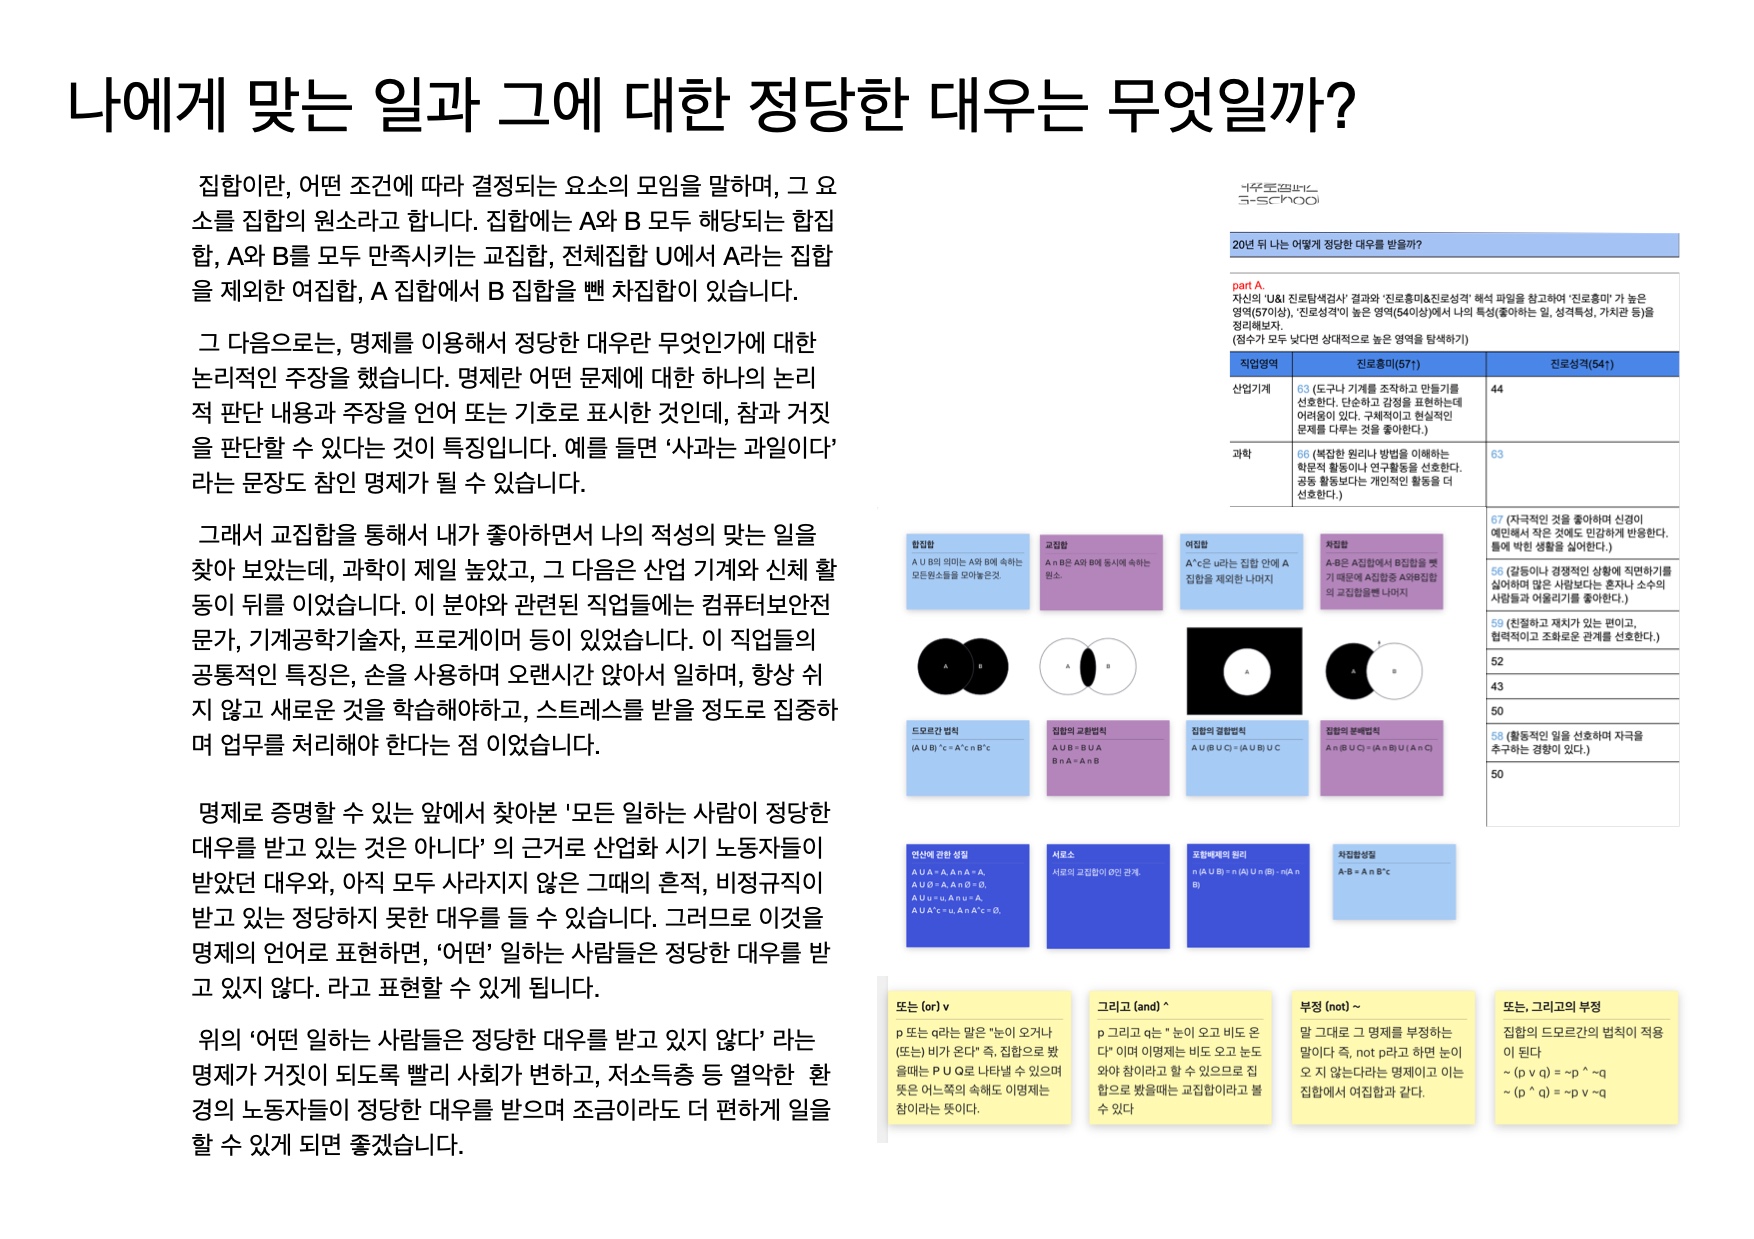 나에게 맞는 일과 그에 대한 정당한 대우는 무엇일까?
집합이란, 어떤 조건에 따라 결정되는 요소의 모임을 말하며, 그 요
소를 집합의 원소라고 합니다. 집합에는 A와 B 모두 해당되는 합집
합, A와 B를 모두 만족시키는 교집합, 전체집합 U에서 A라는 집합
을 제외한 여집합, A 집합에서 B 집합을 뺀 차집합이 있습니다.
그 다음으로는, 명제를 이용해서 정당한 대우란 무엇인가에 대한
논리적인 주장을 했습니다. 명제란 어떤 문제에 대한 하나의 논리
적 판단 내용과 주장을 언어 또는 기호로 표시한 것인데, 참과 거짓
을 판단할 수 있다는 것이 특징입니다. 예를 들면 ‘사과는 과일이다’
라는 문장도 참인 명제가 될 수 있습니다.
그래서 교집합을 통해서 내가 좋아하면서 나의 적성의 맞는 일을
찾아 보았는데, 과학이 제일 높았고, 그 다음은 산업 기계와 신체 활
동이 뒤를 이었습니다. 이 분야와 관련된 직업들에는 컴퓨터보안전
문가, 기계공학기술자, 프로게이머 등이 있었습니다. 이 직업들의
공통적인 특징은, 손을 사용하며 오랜시간 앉아서 일하며, 항상 쉬
지 않고 새로운 것을 학습해야하고, 스트레스를 받을 정도로 집중하
며 업무를 처리해야 한다는 점 이었습니다.
명제로 증명할 수 있는 앞에서 찾아본 '모든 일하는 사람이 정당한
대우를 받고 있는 것은 아니다’ 의 근거로 산업화 시기 노동자들이
받았던 대우와, 아직 모두 사라지지 않은 그때의 흔적, 비정규직이
받고 있는 정당하지 못한 대우를 들 수 있습니다. 그러므로 이것을
명제의 언어로 표현하면, ‘어떤’ 일하는 사람들은 정당한 대우를 받
고 있지 않다. 라고 표현할 수 있게 됩니다.
위의 ‘어떤 일하는 사람들은 정당한 대우를 받고 있지 않다’ 라는
명제가 거짓이 되도록 빨리 사회가 변하고, 저소득층 등 열악한 환
경의 노동자들이 정당한 대우를 받으며 조금이라도 더 편하게 일을
할 수 있게 되면 좋겠습니다.
20년 뒤 나는 어떻게 정당한 대우를 받을까?
part A.
자신의 ‘U&I 진로탐색검사’ 결과와 ‘진로흥미&진로성격’ 해석 파일을 참고하여 ‘진로흥미’ 가 높은
영역(57이상), ‘진로성격’이 높은 영역(54이상)에서 나의 특성(좋아하는 일, 성격특성, 가치관 등)을
정리해보자.
(점수가 모두 낮다면 상대적으로 높은 영역을 탐색하기)
직업영역 진로흥미(57↑) 진로성격(54↑)
산업기계 63 (도구나 기계를 조작하고 만들기를 44
선호한다. 단순하고 감정을 표현하는데
어려움이 있다. 구체적이고 현실적인
문제를 다루는 것을 좋아한다.)
과학 66 (복잡한 원리나 방법을 이해하는 63
학문적 활동이나 연구활동을 선호한다.
공동 활동보다는 개인적인 활동을 더
선호한다.)
67 (자극적인 것을 좋아하며 신경이
예민해서 작은 것에도 민감하게 반응한다.
틀에 박힌 생활을 싫어한다.)
56 (갈등이나 경쟁적인 상황에 직면하기를
싫어하며 많은 사람보다는 혼자나 소수의
사람들과 어울리기를 좋아한다.)
59 (친절하고 재치가 있는 편이고,
협력적이고 조화로운 관계를 선호한다.)
52
43
50
58 (활동적인 일을 선호하며 자극을
추구하는 경향이 있다.)
50
합집합
A U B의 의미는 A와 B에 속하는
모든원소들을 모아놓은것.
교집합
A n B은 A와 B에 동시에 속하는
원소.
여집합
A^c은 u라는 집합 안에 A
집합을 제외한 나머지
차집합
A-B은 A집합에서 B집합을 뺏
기 때문에 A집합중 A와B집합
의 교집합을뺀 나머지
A B
A B
A
A B
드모르간 법칙
(A U B) ^c = A^c n B^c
집합의 교환법칙
A U B = B U A
B n A = A n B
집합의 결합법칙
A U (B U C) = (A U B) U C
집합의 분배법칙
A n (B U C) = (A n B) U ( A n C)
연산에 관한 성질
A U A = A, A n A = A,
A U Ø = A, A n Ø = Ø,
A U u = u, A n u = A,
A U A^c = u, A n A^c = Ø,
서로소
서로의 교집합이 Ø인 관계.
포함배제의 원리
n (A U B) = n (A) U n (B) - n(A n
B)
차집합성질
A-B = A n B^c
또는 (or) v
p 또는 q라는 말은 "눈이 오거나
(또는) 비가 온다" 즉, 집합으로 봤
을때는 P U Q로 나타낼 수 있으며
뜻은 어느쪽의 속해도 이명제는
참이라는 뜻이다.
그리고 (and) ^
p 그리고 q는 " 눈이 오고 비도 온
다" 이며 이명제는 비도 오고 눈도
와야 참이라고 할 수 있으므로 집
합으로 봤을때는 교집합이라고 볼
수 있다
부정 (not) ~
말 그대로 그 명제를 부정하는
말이다 즉, not p라고 하면 눈이
오 지 않는다라는 명제이고 이는
집합에서 여집합과 같다.
또는, 그리고의 부정
집합의 드모르간의 법칙이 적용
이 된다
~ (p v q) = ~p ^ ~q
~ (p ^ q) = ~p v ~q